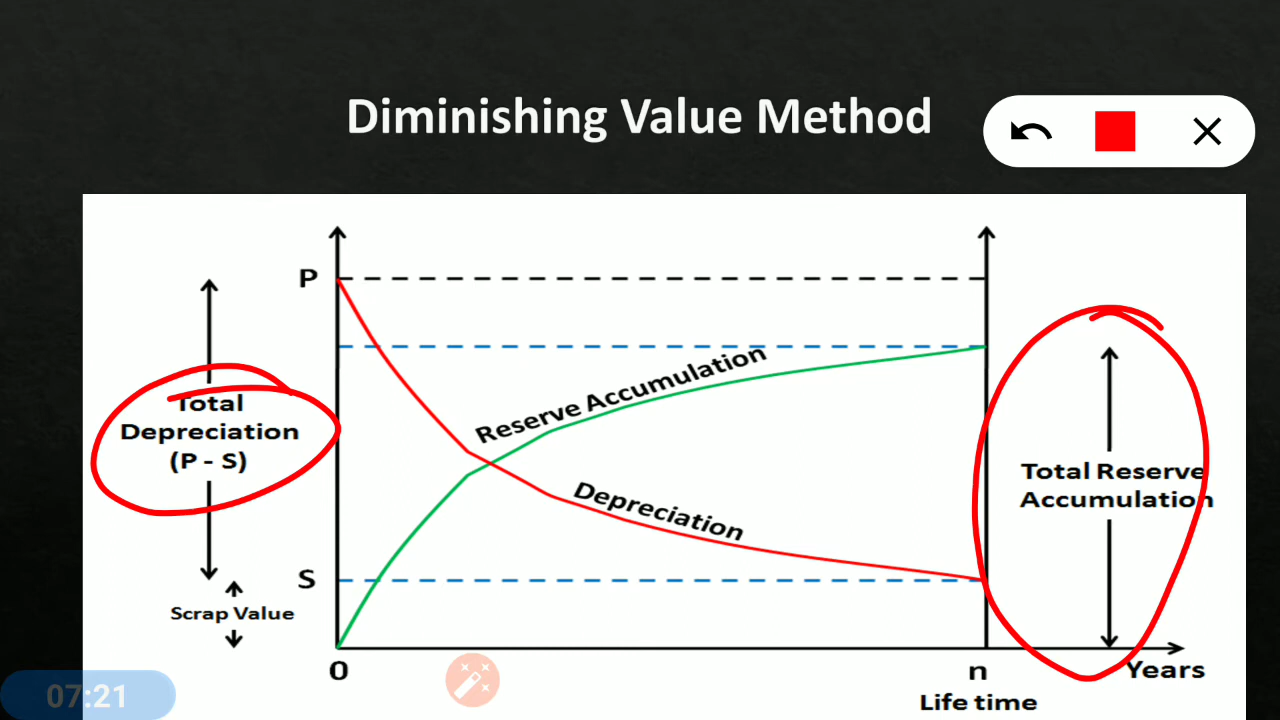 Diminishing Value Method
P
Total
Depreciation
(P - S)
Reserve Accumulation
Depreciation
Total Reserve
Accumulation
S
Scrap Value
0
n
Years
Life time
07:21